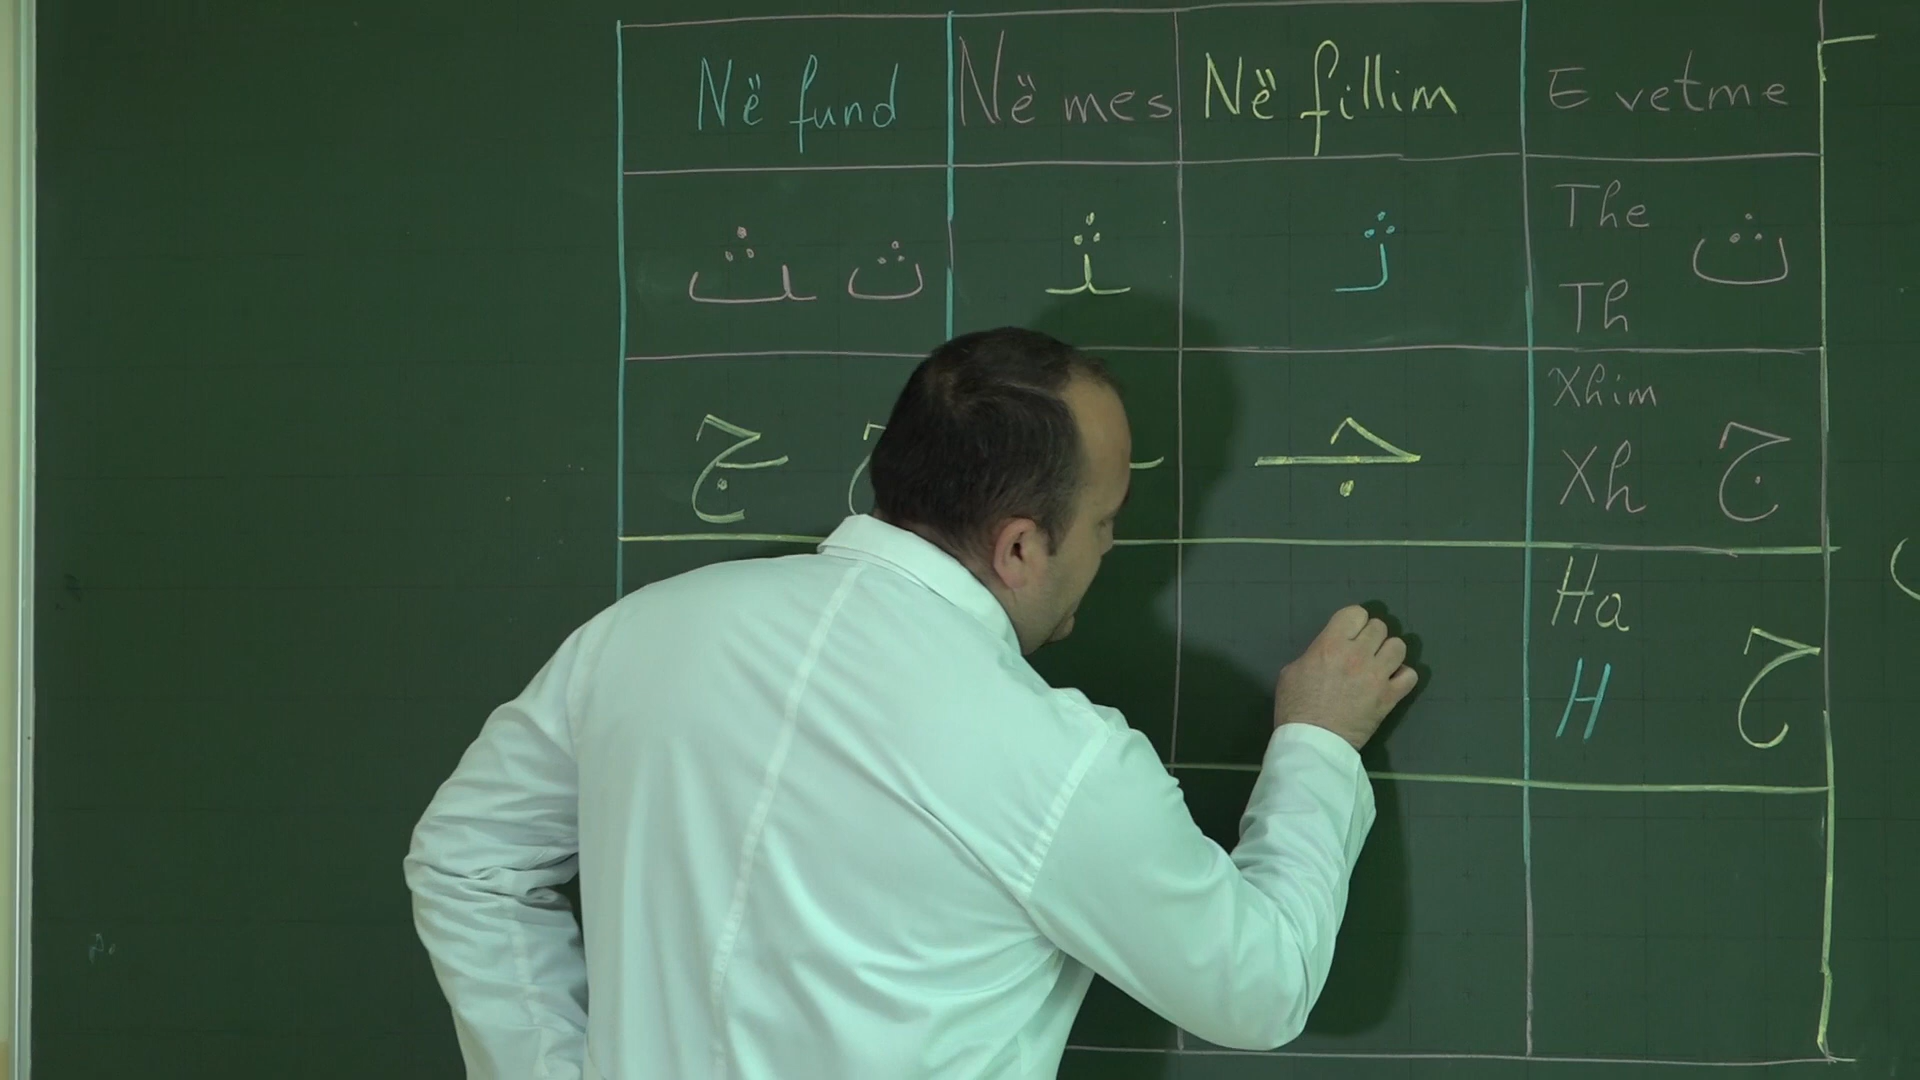 Në fund Në mes Në fillim E vetme
ـث ث ـثـ ثـ The ث
Th
ـج جـ Xhim ج
Xh
Ha ح
H